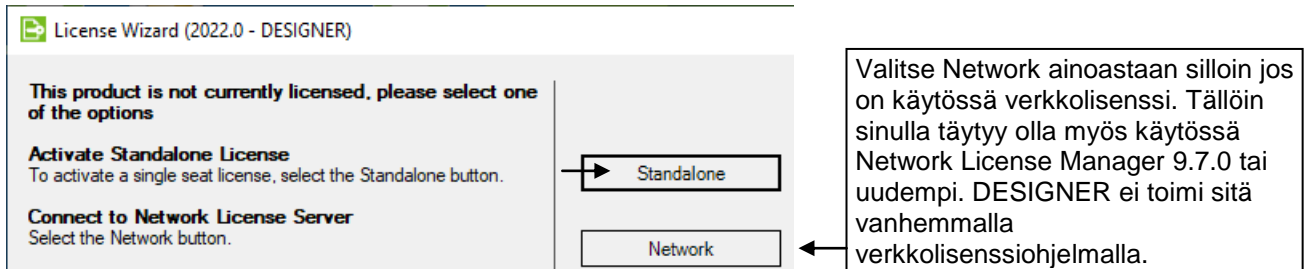 License Wizard (2022.0 - DESIGNER)
This product is not currently licensed, please select one
of the options
Activate Standalone License
To activate a single seat license, select the Standalone button.
Standalone
Connect to Network License Server
Select the Network button.
Network
Valitse Network ainoastaan silloin jos
on käytössä verkkolisenssi. Tällöin
sinulla täytyy olla myös käytössä
Network License Manager 9.7.0 tai
uudempi. DESIGNER ei toimi sitä
vanhemmalla
verkkolisenssiohjelmalla.